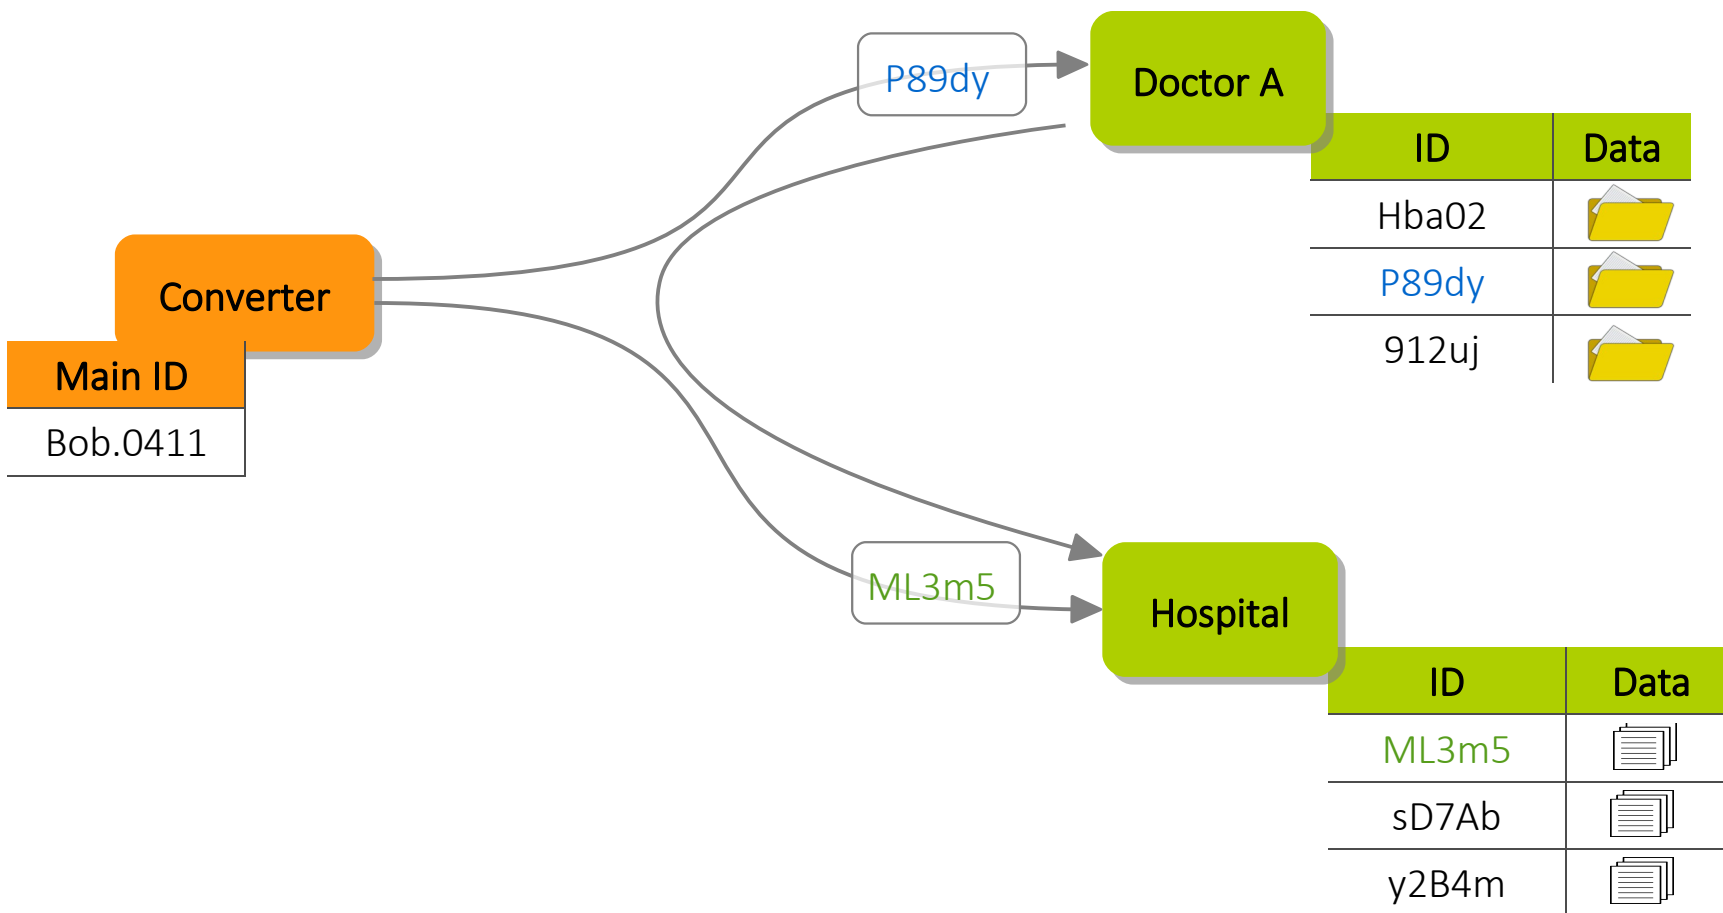 P89dy
Doctor A
ID Data
Hba02
P89dy
912uj
Converter
Main ID
Bob.0411
ML3m5
Hospital
ID Data
ML3m5
sD7Ab
y2B4m